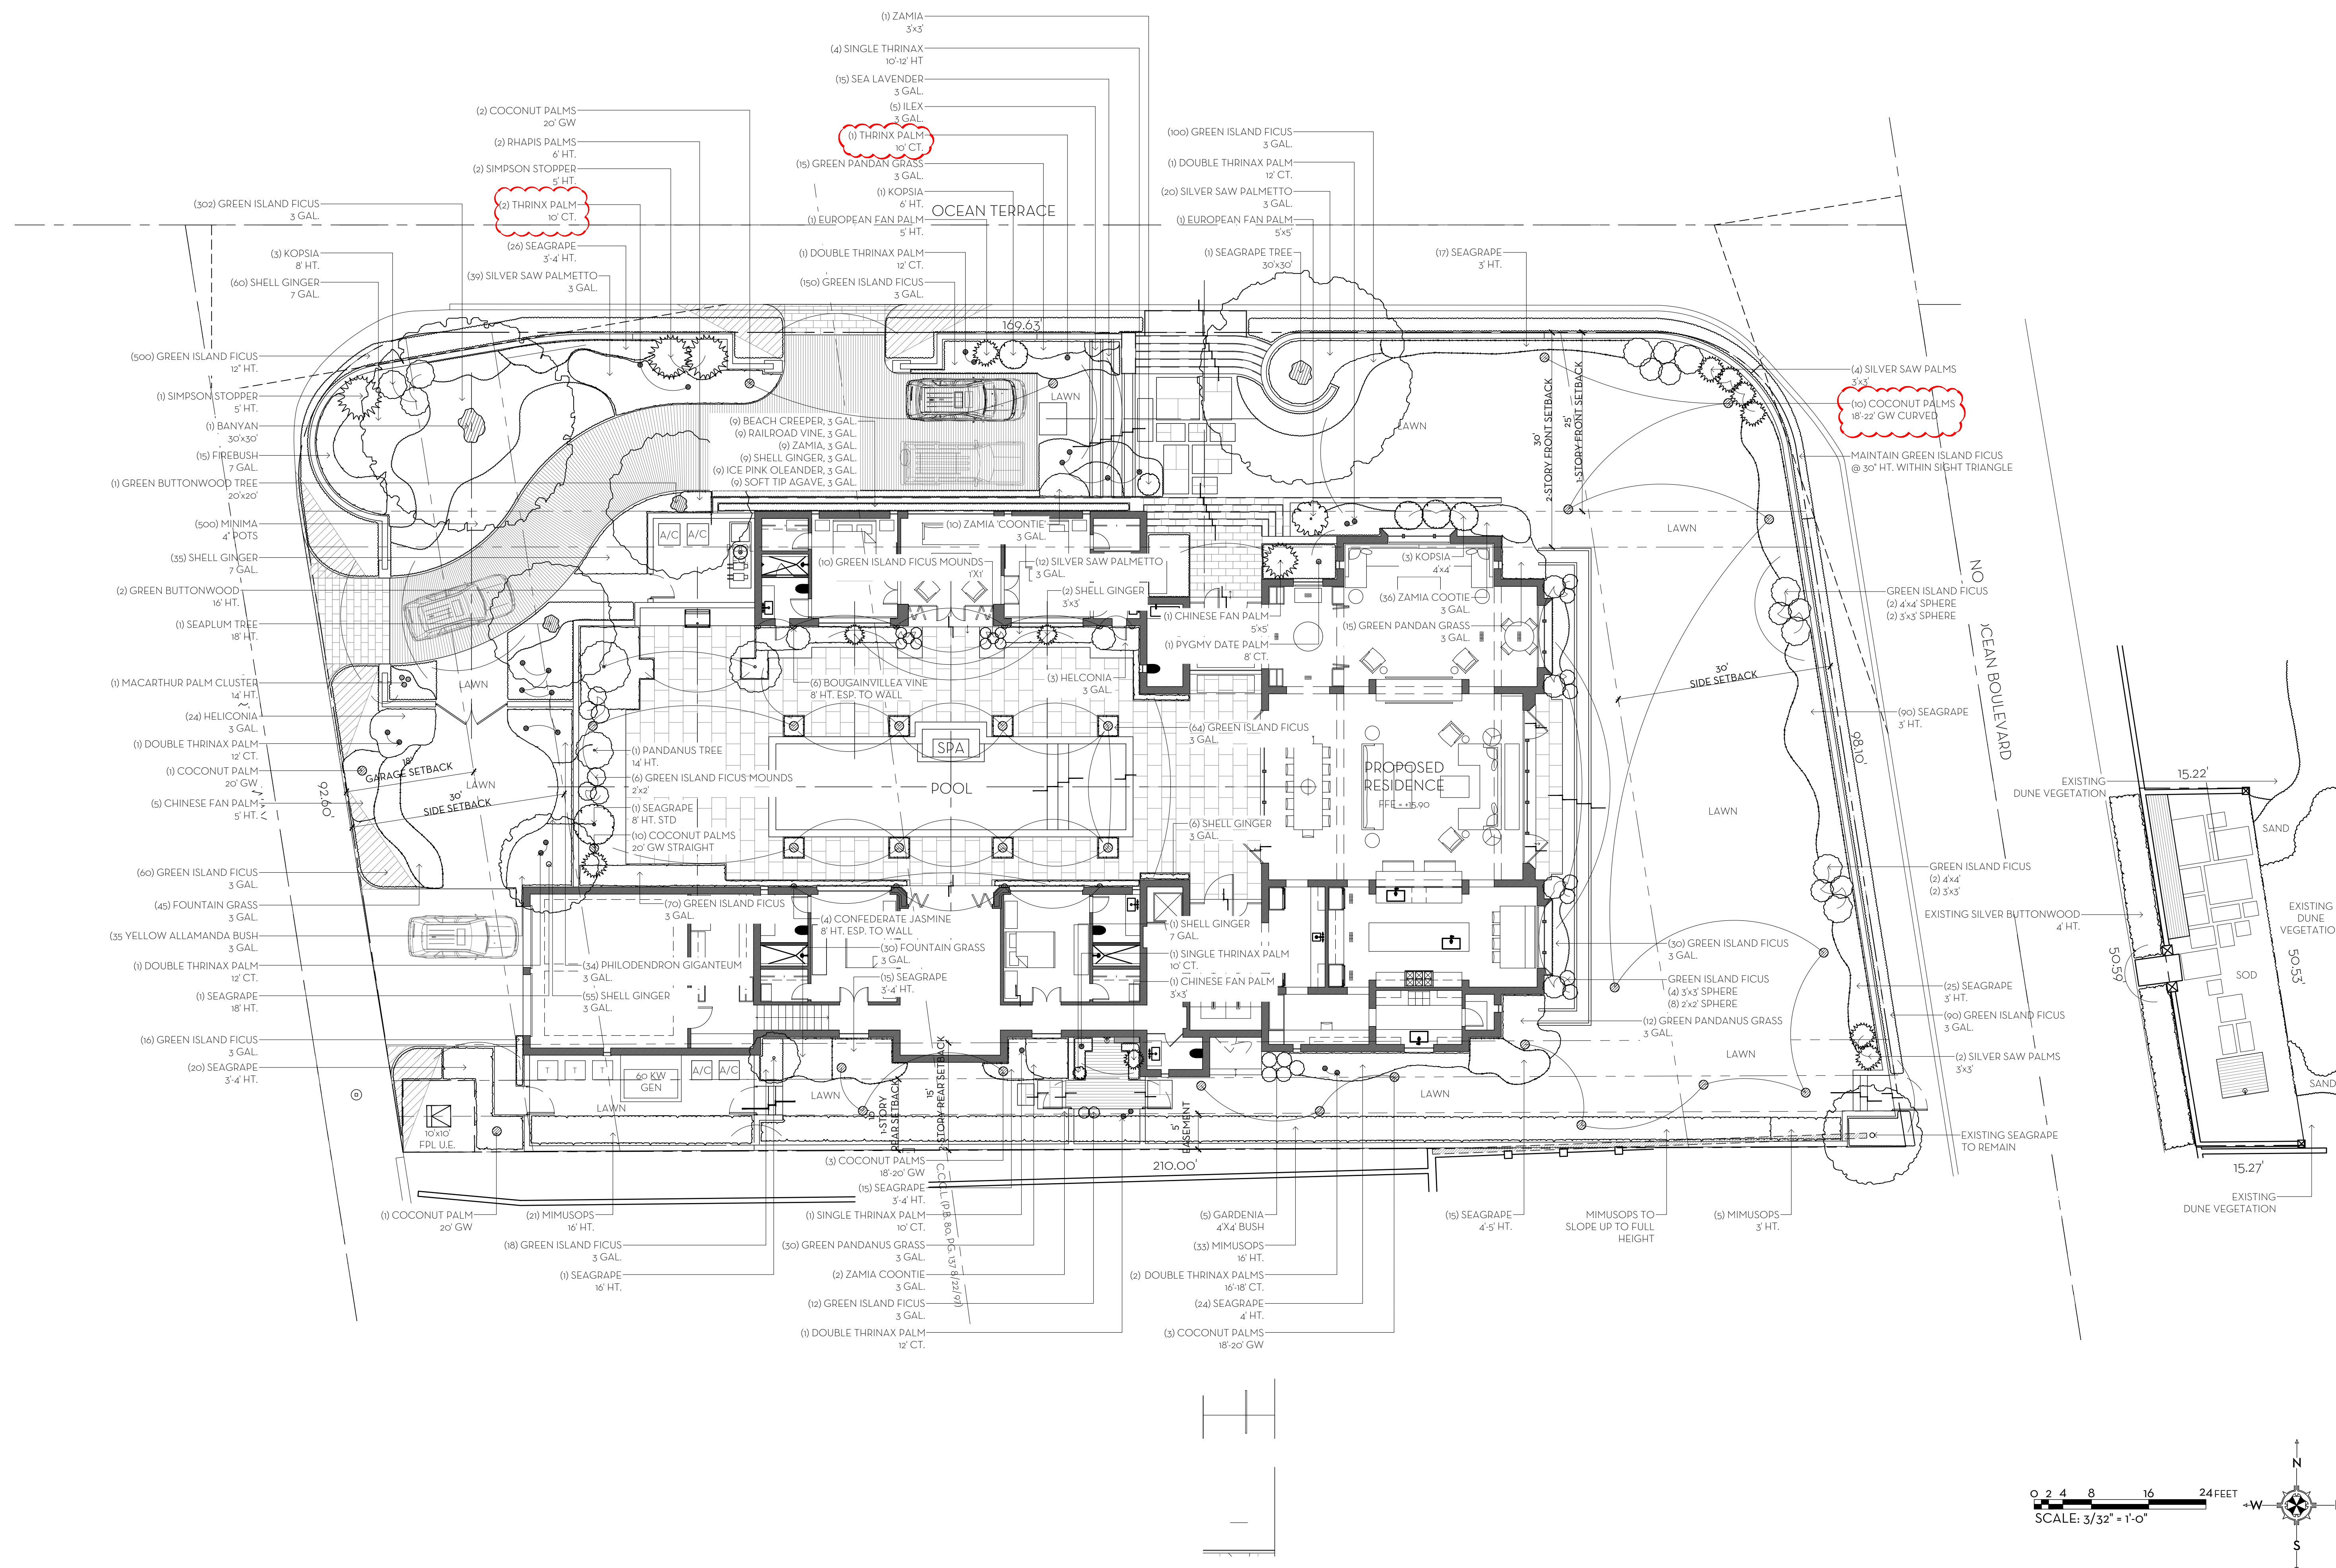 (1) ZAMIA
3'x3'
(4) SINGLE THRINAX
10'-12' HT
(15) SEA LAVENDER
3 GAL.
(5) ILEX
3 GAL.
(1) THRINX PALM
10' CT.
(15) GREEN PANDAN GRASS
3 GAL.
(1) KOPSIA
6' HT.
(1) EUROPEAN FAN PALM
5' HT.
(1) DOUBLE THRINAX PALM
12' CT.
(150) GREEN ISLAND FICUS
3 GAL.
OCEAN TERRACE
(2) COCONUT PALMS
20' GW
(2) RHAPIS PALMS
6' HT.
(2) SIMPSON STOPPER
5' HT.
(2) THRINX PALM
10' CT.
(26) SEAGRAPE
3'-4' HT.
(39) SILVER SAW PALMETTO
3 GAL.
(100) GREEN ISLAND FICUS
3 GAL.
(1) DOUBLE THRINAX PALM
12' CT.
(20) SILVER SAW PALMETTO
3 GAL.
(1) EUROPEAN FAN PALM
5'x5'
(1) SEAGRAPE TREE
30'x30'
(17) SEAGRAPE
3' HT.
(302) GREEN ISLAND FICUS
3 GAL.
(3) KOPSIA
8' HT.
(60) SHELL GINGER
7 GAL.
(500) GREEN ISLAND FICUS
12" HT.
(1) SIMPSON STOPPER
5' HT.
(1) BANYAN
30'x30'
(15) FIREBUSH
7 GAL.
(1) GREEN BUTTONWOOD TREE
20'x20'
(500) MINIMA
4" POTS
(35) SHELL GINGER
7 GAL.
(2) GREEN BUTTONWOOD
16' HT.
(1) SEAPLUM TREE
18' HT.
(1) MACARTHUR PALM CLUSTER
14' HT.
(24) HELICONIA
3 GAL.
(1) DOUBLE THRINAX PALM
12' CT.
(1) COCONUT PALM
20' GW
(5) CHINESE FAN PALM
5' HT.
(60) GREEN ISLAND FICUS
3 GAL.
(45) FOUNTAIN GRASS
3 GAL.
(35 YELLOW ALLAMANDA BUSH
3 GAL.
(1) DOUBLE THRINAX PALM
12' CT.
(1) SEAGRAPE
18' HT.
(16) GREEN ISLAND FICUS
3 GAL.
(20) SEAGRAPE
3'-4' HT.
169.63'
LAWN
(9) BEACH CREEPER, 3 GAL.
(9) RAILROAD VINE, 3 GAL.
(9) ZAMIA, 3 GAL.
(9) SHELL GINGER, 3 GAL.
(9) ICE PINK OLEANDER, 3 GAL.
(9) SOFT TIP AGAVE, 3 GAL.
LAWN
30'
2-STORY FRONT SETBACK
25'
1-STORY FRONT SETBACK
(4) SILVER SAW PALMS
3'x3'
(10) COCONUT PALMS
18'-22' GW CURVED
MAINTAIN GREEN ISLAND FICUS
@ 30" HT. WITHIN SIGHT TRIANGLE
LAWN
A/C
A/C
(10) ZAMIA 'COONTIE'
3 GAL.
(10) GREEN ISLAND FICUS MOUNDS
1'X1'
(12) SILVER SAW PALMETTO
3 GAL.
(2) SHELL GINGER
3'x3'
(3) KOPSIA
4'x4'
(36) ZAMIA COOTIE
3 GAL.
(1) CHINESE FAN PALM
5'x5'
(15) GREEN PANDAN GRASS
3 GAL.
(1) PYGMY DATE PALM
8' CT.
GREEN ISLAND FICUS
(2) 4'x4' SPHERE
(2) 3'x3' SPHERE
NO
OCEAN BOULEVARD
30'
SIDE SETBACK
(90) SEAGRAPE
3' HT.
98.10'
LAWN
(6) BOUGAINVILLEA VINE
8' HT. ESP. TO WALL
(3) HELCONIA
3 GAL.
(64) GREEN ISLAND FICUS
3 GAL.
SPA
POOL
(1) PANDANUS TREE
14' HT.
(6) GREEN ISLAND FICUS MOUNDS
2'x2'
(1) SEAGRAPE
8' HT. STD
(10) COCONUT PALMS
20' GW STRAIGHT
18'
GARAGE SETBACK
LAWN
30'
SIDE SETBACK
92.60'
PROPOSED
RESIDENCE
FFE = +15.90
LAWN
(6) SHELL GINGER
3 GAL.
EXISTING
DUNE VEGETATION
15.22'
SAND
GREEN ISLAND FICUS
(2) 4'x4'
(2) 3'x3'
EXISTING SILVER BUTTONWOOD
4' HT.
EXISTING
DUNE
VEGETATIO
50.59'
50.53'
SOD
SAND
(70) GREEN ISLAND FICUS
3 GAL.
(4) CONFEDERATE JASMINE
8' HT. ESP. TO WALL
(30) FOUNTAIN GRASS
3 GAL.
(15) SEAGRAPE
3'-4' HT.
(34) PHILODENDRON GIGANTEUM
3 GAL.
(55) SHELL GINGER
3 GAL.
(1) SHELL GINGER
7 GAL.
(1) SINGLE THRINAX PALM
10' CT.
(1) CHINESE FAN PALM
3'x3'
(30) GREEN ISLAND FICUS
3 GAL.
GREEN ISLAND FICUS
(4) 3'x3' SPHERE
(8) 2'x2' SPHERE
(12) GREEN PANDANUS GRASS
3 GAL.
(25) SEAGRAPE
3' HT.
(90) GREEN ISLAND FICUS
3 GAL.
(2) SILVER SAW PALMS
3'x3'
LAWN
T
T
T
60 KW
GEN
A/C
A/C
LAWN
LAWN
10'
1-STORY
REAR SETBACK
15'
2-STORY REAR SETBACK
5'
EASEMENT
LAWN
10'x10'
FPL U.E.
EXISTING SEAGRAPE
TO REMAIN
210.00'
15.27'
EXISTING
DUNE VEGETATION
C.C.C.L (P.B. 80, PG. 137 8/22/97)
(1) COCONUT PALM
20' GW
(21) MIMUSOPS
16' HT.
(18) GREEN ISLAND FICUS
3 GAL.
(1) SEAGRAPE
16' HT.
(3) COCONUT PALMS
18'-20' GW
(15) SEAGRAPE
3'-4' HT.
(1) SINGLE THRINAX PALM
10' CT.
(30) GREEN PANDANUS GRASS
3 GAL.
(2) ZAMIA COONTIE
3 GAL.
(12) GREEN ISLAND FICUS
3 GAL.
(1) DOUBLE THRINAX PALM
12' CT.
(5) GARDENIA
4'X4' BUSH
(33) MIMUSOPS
16' HT.
(2) DOUBLE THRINAX PALMS
16'-18' CT.
(24) SEAGRAPE
4' HT.
(3) COCONUT PALMS
18'-20' GW
(15) SEAGRAPE
4'-5' HT.
MIMUSOPS TO
SLOPE UP TO FULL
HEIGHT
(5) MIMUSOPS
3' HT.
0 2 4 8 16 24 FEET
SCALE: 3/32" = 1'-0"
N
W
S